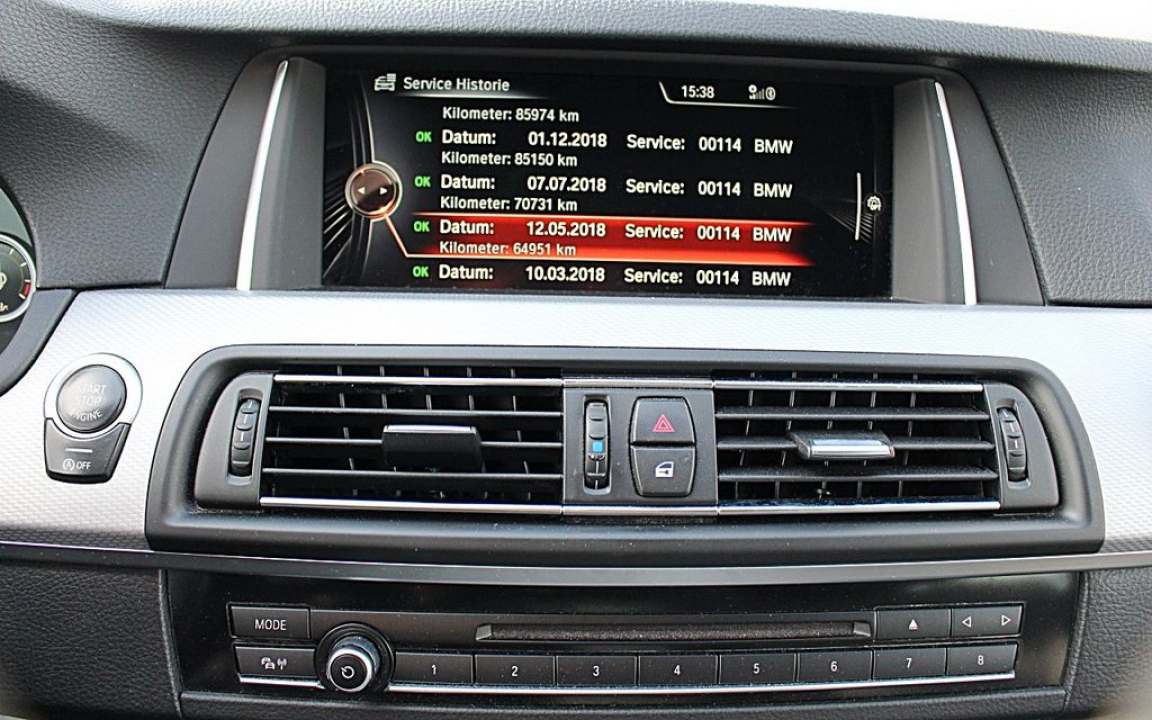 Service Historie 15:38
Kilometer: 85974 km
OK Datum: 01.12.2018 Service: 00114 BMW
Kilometer: 85150 km
OK Datum: 07.07.2018 Service: 00114 BMW
Kilometer: 70731 km
OK Datum: 12.05.2018 Service: 00114 BMW
Kilometer: 64951 km
OK Datum: 10.03.2018 Service: 00114 BMW
START
STOP
ENGINE
OFF
MODE
1 2 3 4 5 6 7 8